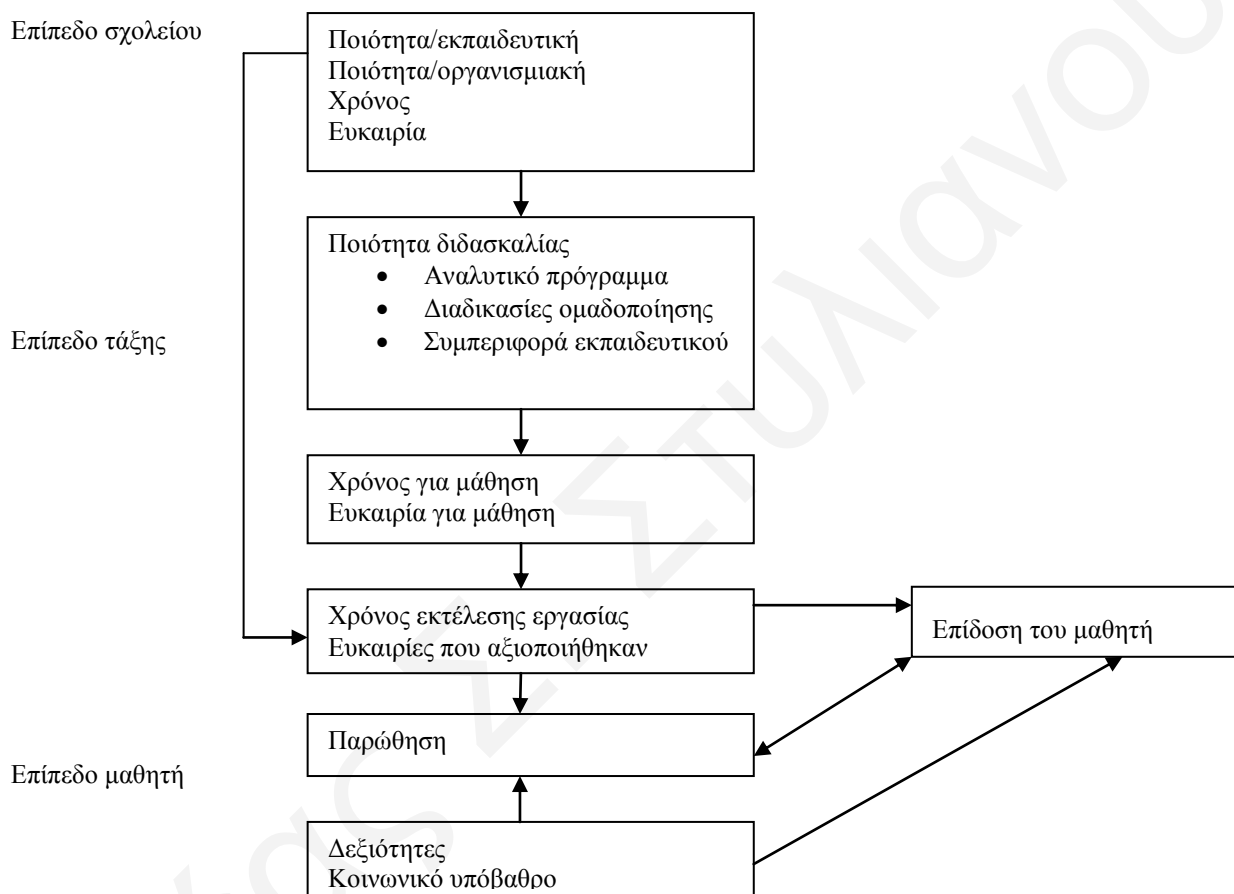 Επίπεδο σχολείου
Ποιότητα/εκπαιδευτική
Ποιότητα/οργανισμιακή
Χρόνος
Ευκαιρία
Ποιότητα διδασκαλίας
• Αναλυτικό πρόγραμμα
• Διαδικασίες ομαδοποίησης
• Συμπεριφορά εκπαιδευτικού
Επίπεδο τάξης
Χρόνος για μάθηση
Ευκαιρία για μάθηση
Χρόνος εκτέλεσης εργασίας
Ευκαιρίες που αξιοποιήθηκαν
Επίδοση του μαθητή
Παρώθηση
Επίπεδο μαθητή
Δεξιότητες
Κοινωνικό υπόβαθρο
Σ Στυλιανου